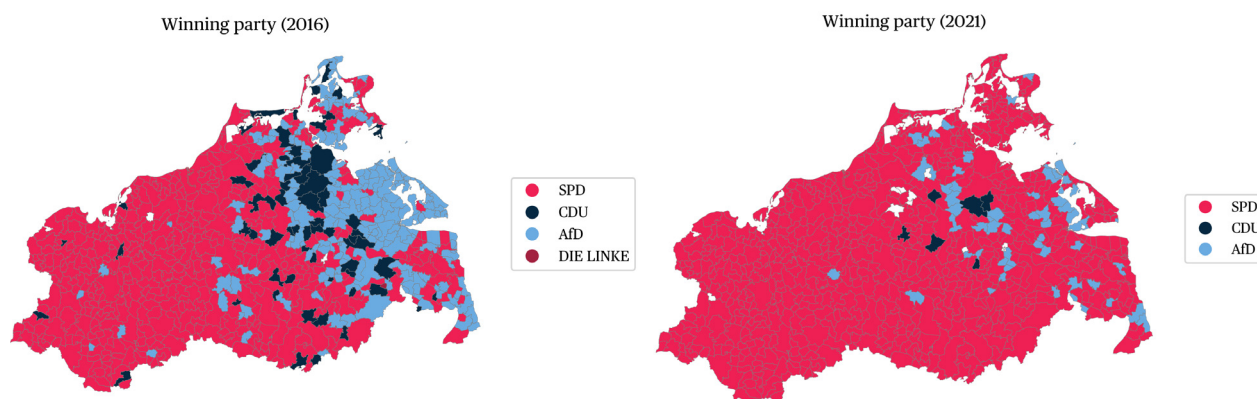 Winning party (2016)
SPD
CDU
AfD
DIE LINKE
Winning party (2021)
SPD
CDU
AfD